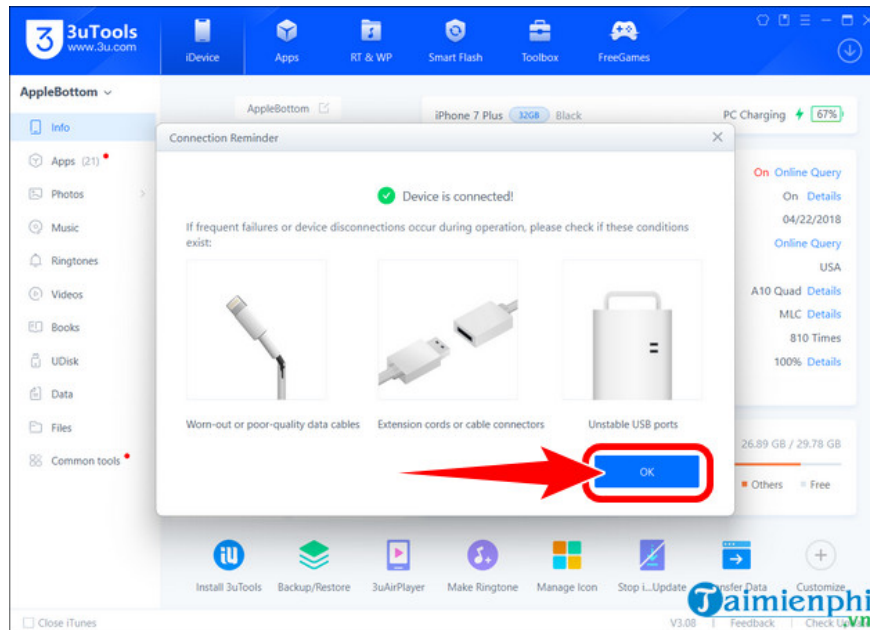 3uTools
www.3u.com
iDevice
Apps
RT & WP
Smart Flash
Toolbox
FreeGames
AppleBottom
Info
Apps (21)
Photos
Music
Ringtones
Videos
Books
UDisk
Data
Files
Common tools
AppleBottom
iPhone 7 Plus 32GB Black
PC Charging 67%
On Online Query
On Details
04/22/2018
Online Query
USA
A10 Quad Details
MLC Details
810 Times
100% Details
26.89 GB / 29.78 GB
Others Free
Connection Reminder
Device is connected!
If frequent failures or device disconnections occur during operation, please check if these conditions
exist:
Worn-out or poor-quality data cables
Extension cords or cable connectors
Unstable USB ports
OK
Install 3uTools
Backup/Restore
3uAirPlayer
Make Ringtone
Manage Icon
Stop i...Update
Customize
Close iTunes
V3.08
Feedback
Check
Taimienphi
.vn